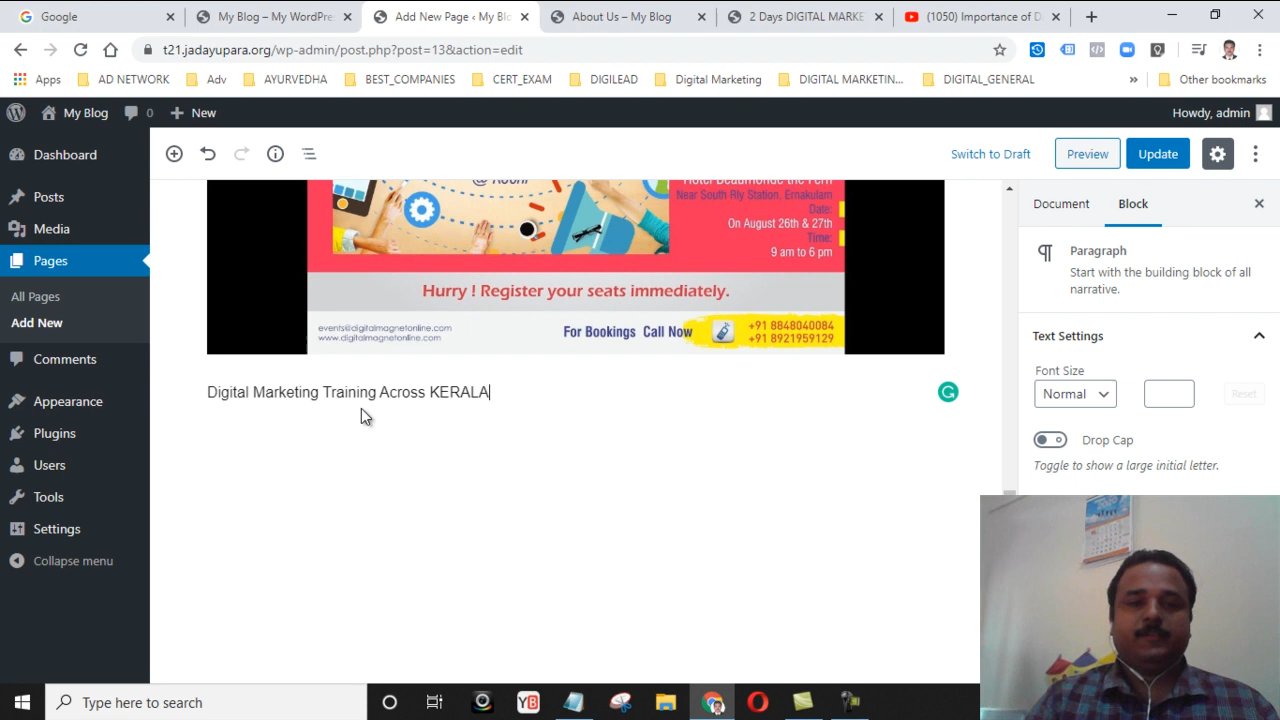 Google
My Blog – My WordPre
Add New Page ‹ My Blo
About Us – My Blog
2 Days DIGITAL MARKE
(1050) Importance of D
t21.jadayupara.org/wp-admin/post.php?post=13&action=edit
Apps
AD NETWORK
Adv
AYURVEDHA
BEST_COMPANIES
CERT_EXAM
DIGILEAD
Digital Marketing
DIGITAL MARKETIN...
DIGITAL_GENERAL
»
Other bookmarks
My Blog
0
New
Howdy, admin
Dashboard
Posts
Media
Pages
All Pages
Add New
Comments
Appearance
Plugins
Users
Tools
Settings
Collapse menu
Switch to Draft
Preview
Update
Near South Rly Station, Ernakulam
Date:
On August 26th & 27th
Time:
9 am to 6 pm
Hurry ! Register your seats immediately.
events@digitalmagnetonline.com
www.digitalmagnetonline.com
For Bookings Call Now
+91 8848040084
+91 8921959129
Digital Marketing Training Across KERALA
Document
Block
Paragraph
Start with the building block of all
narrative.
Text Settings
Font Size
Normal
Reset
Drop Cap
Toggle to show a large initial letter.
Type here to search